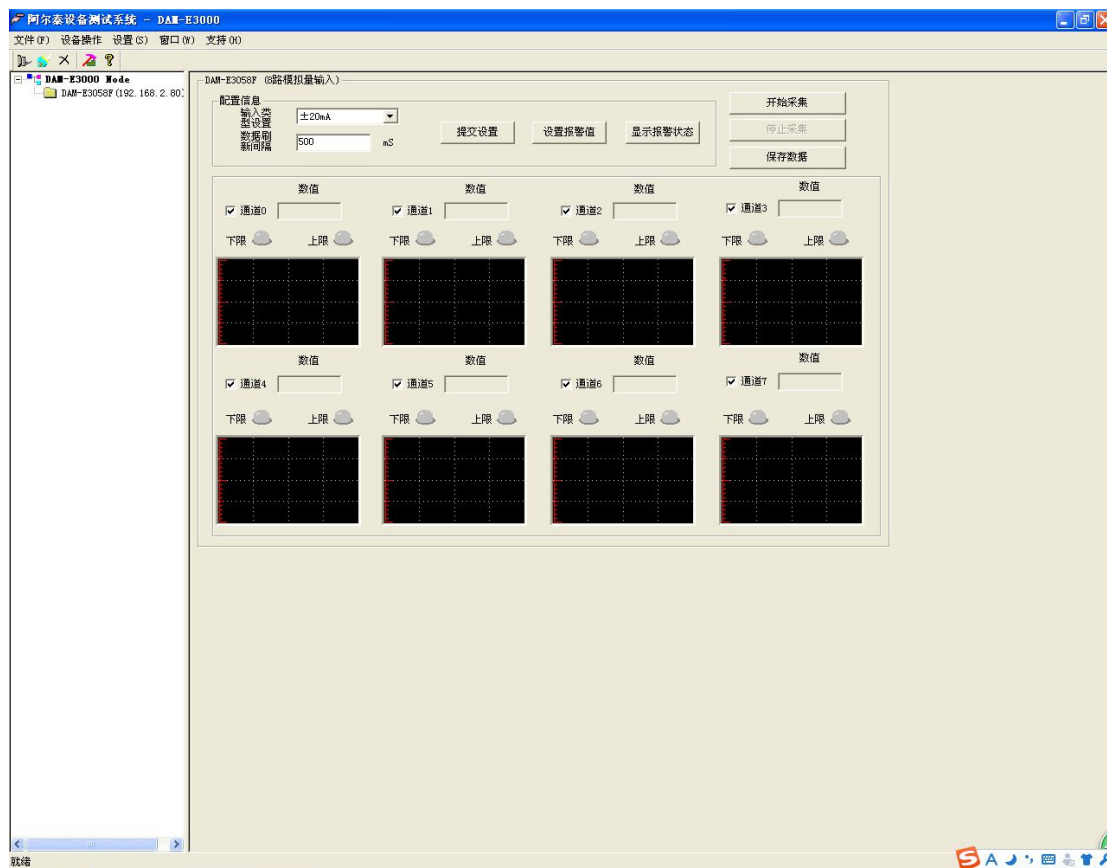 阿尔泰设备测试系统 - DAM-E3000
文件(F) 设备操作 设置(S) 窗口(W) 支持(H)
DAM-E3000 Node
DAM-E3058F(192.168.2.80)
DAM-E3058F (8路模拟量输入)
配置信息
输入类
型设置
±20mA
数据刷
新间隔
500 mS
提交设置 设置报警值 显示报警状态
开始采集
停止采集
保存数据
数值 数值 数值 数值
通道0 通道1 通道2 通道3
下限 上限 下限 上限 下限 上限 下限 上限
数值 数值 数值 数值
通道4 通道5 通道6 通道7
下限 上限 下限 上限 下限 上限 下限 上限
就绪
S A